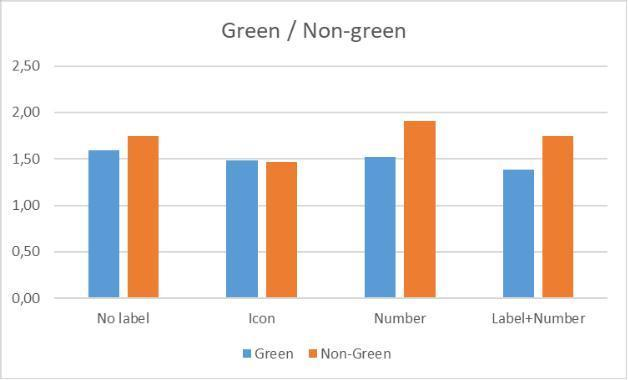 Green / Non-green
2,50
2,00
1,50
1,00
0,50
0,00
No label Icon Number Label+Number
Green Non-Green